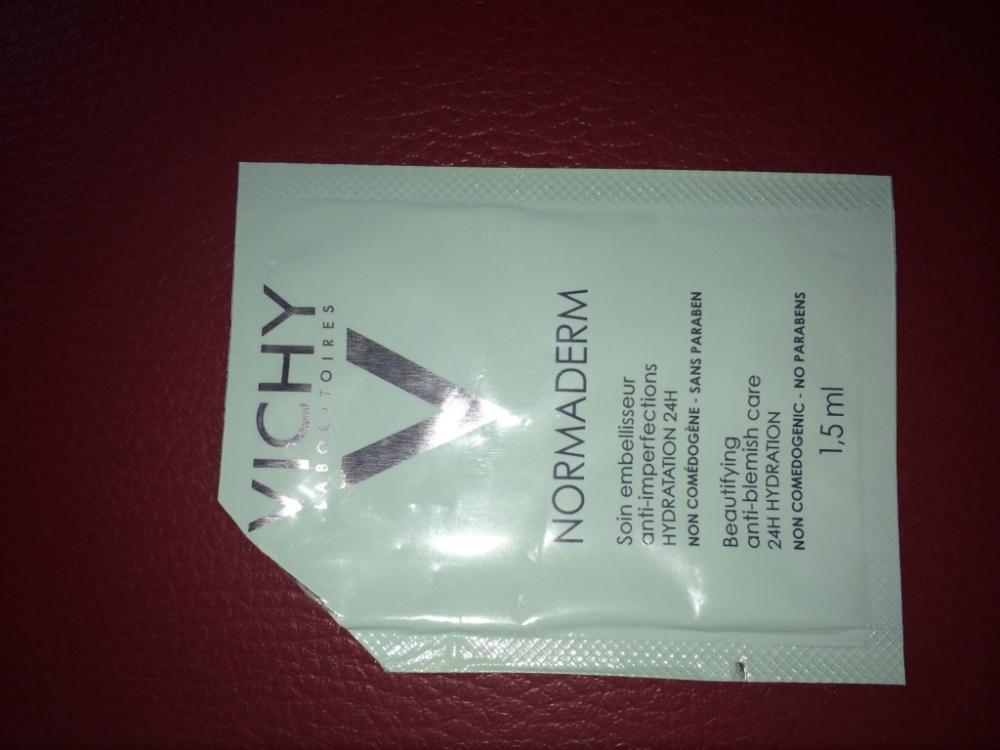 VICHY
LABORATOIRES
V
NORMADERM
Soin embellisseur
anti-imperfections
HYDRATATION 24H
NON COMÉDOGÈNE - SANS PARABEN
Beautifying
anti-blemish care
24H HYDRATION
NON COMEDOGENIC - NO PARABENS
1,5 ml